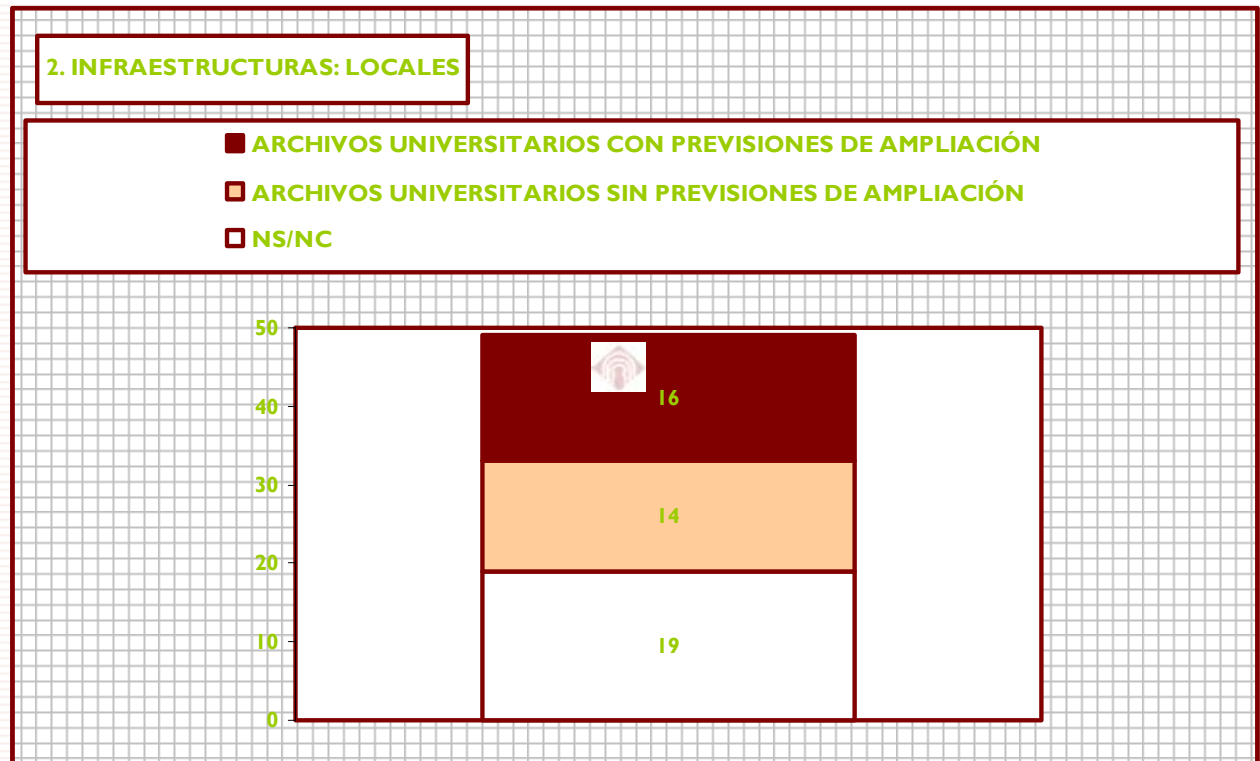 2. INFRAESTRUCTURAS: LOCALES
ARCHIVOS UNIVERSITARIOS CON PREVISIONES DE AMPLIACIÓN
ARCHIVOS UNIVERSITARIOS SIN PREVISIONES DE AMPLIACIÓN
NS/NC
50
40
30
20
10
0
16
14
19